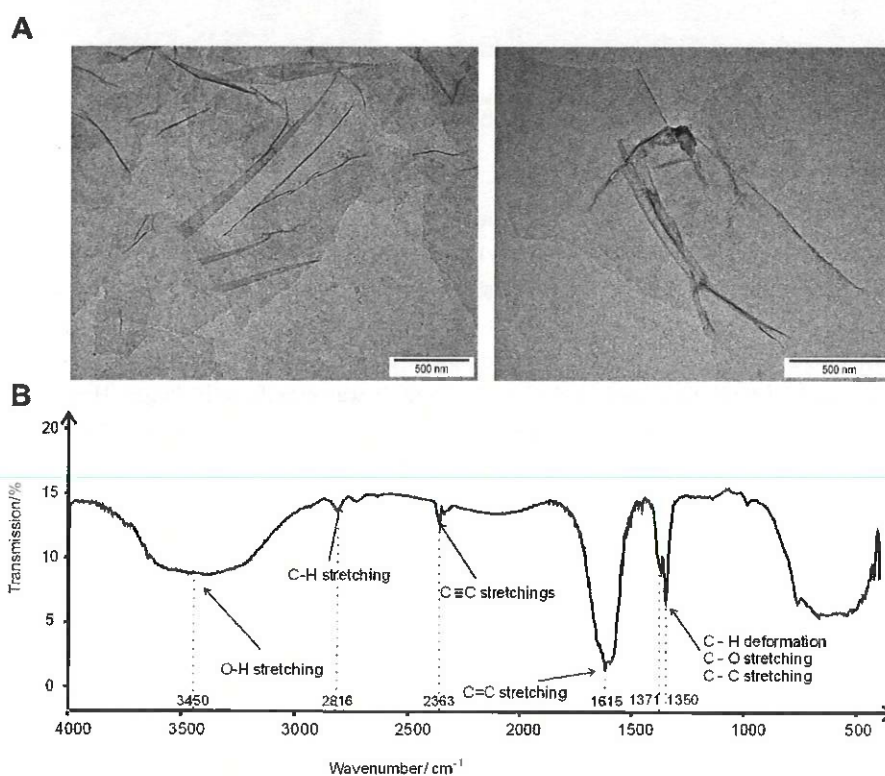 A
500 nm
500 nm
B
20
15
10
5
0
Transmission/%
O-H stretching
C-H stretching
C≡C stretchings
C=C stretching
C - H deformation
C - O stretching
C - C stretching
3450
2816
2363
1615
1371
1350
4000
3500
3000
2500
2000
1500
1000
500
Wavenumber/cm⁻¹